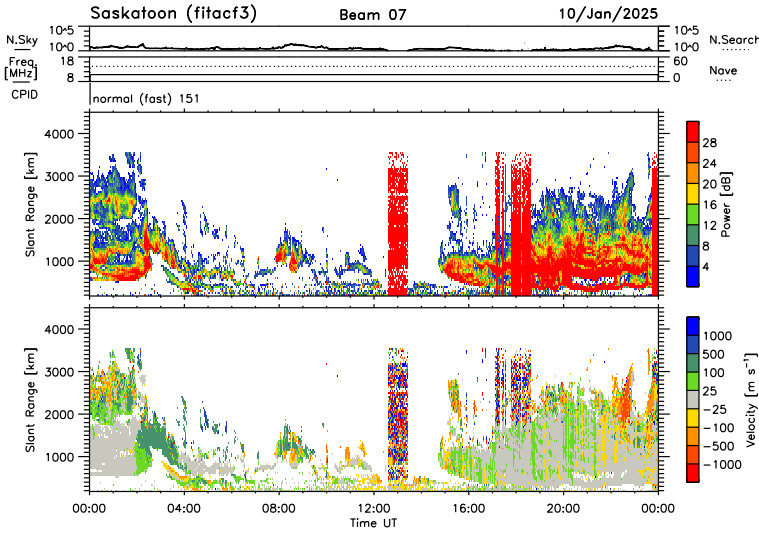 Saskatoon (fitacf3) Beam 07 10/Jan/2025
N.Sky 10^5 10^0 10^5 10^0 N.Search
Freq. [MHz] 18 8 60 0 Nave
CPID normal (fast) 151
Slant Range [km] 4000 3000 2000 1000
28 24 20 16 12 8 4 Power [dB]
Slant Range [km] 4000 3000 2000 1000
1000 500 100 25 -25 -100 -500 -1000 Velocity [m s^-1]
00:00 04:00 08:00 12:00 16:00 20:00 00:00
Time UT